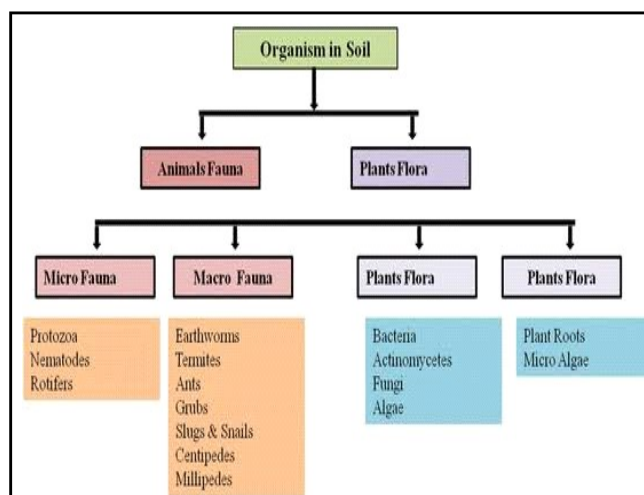 Organism in Soil
Animals Fauna
Plants Flora
Micro Fauna
Macro Fauna
Plants Flora
Plants Flora
Protozoa
Nematodes
Rotifers
Earthworms
Termites
Ants
Grubs
Slugs & Snails
Centipedes
Millipedes
Bacteria
Actinomycetes
Fungi
Algae
Plant Roots
Micro Algae